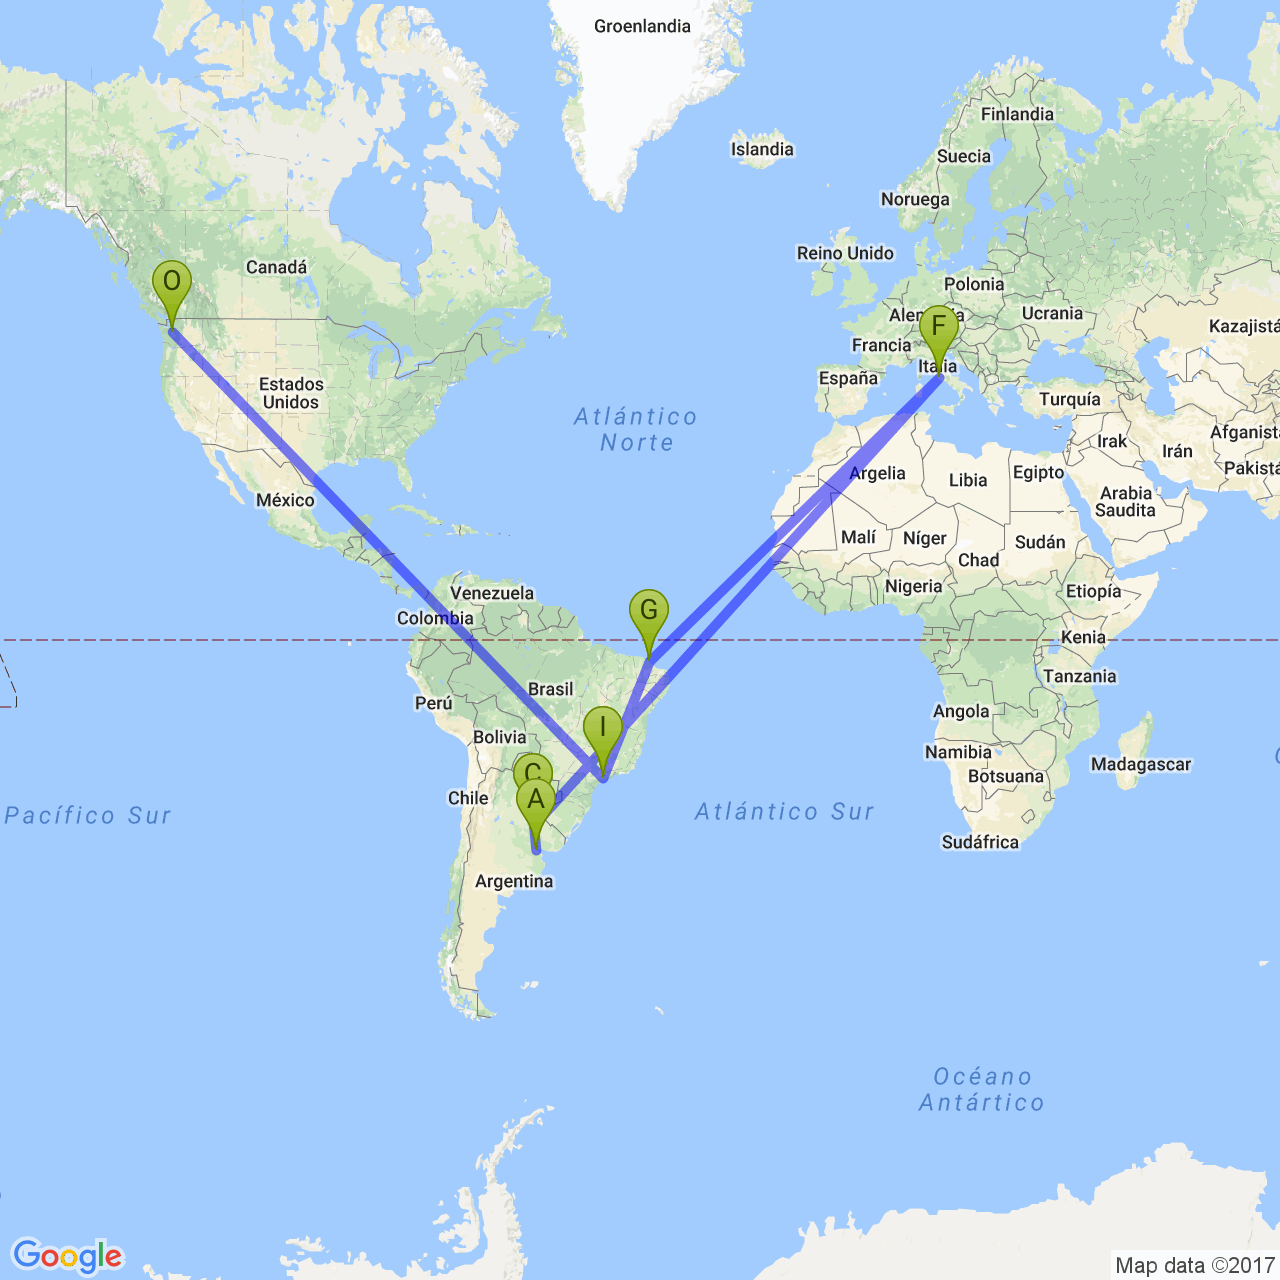 Groenlandia
Finlandia
Islandia
Suecia
Noruega
Reino Unido
Canadá
O
Polonia
Alem
ia
F
Ucrania
Kazajistá
Francia
Italia
Estados
Unidos
España
Turquía
Atlántico
Norte
Irak
Irán
Afganist
Argelia
Libia
Egipto
Pakistá
México
Arabia
Saudita
Malí
Níger
Sudán
Chad
Nigeria
Etiopía
Venezuela
G
Colombia
Kenia
Brasil
Tanzania
Perú
Angola
I
Bolivia
Namibia
Madagascar
Botsuana
C
A
Chile
Pacífico Sur
Atlántico Sur
Sudáfrica
Argentina
Océano
Antártico
Google
Map data ©2017